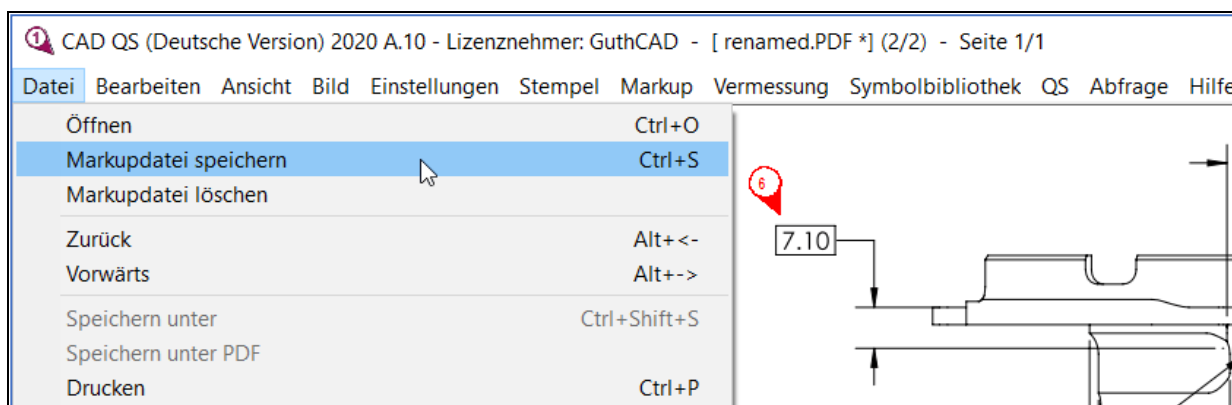 1 CAD QS (Deutsche Version) 2020 A.10 - Lizenznehmer: GuthCAD - [ renamed.PDF *] (2/2) - Seite 1/1
Datei Bearbeiten Ansicht Bild Einstellungen Stempel Markup Vermessung Symbolbibliothek QS Abfrage Hilfe
Öffnen Ctrl+O
Markupdatei speichern Ctrl+S
Markupdatei löschen
6
Zurück Alt+<-
7.10
Vorwärts Alt+->
Speichern unter Ctrl+Shift+S
Speichern unter PDF
Drucken Ctrl+P